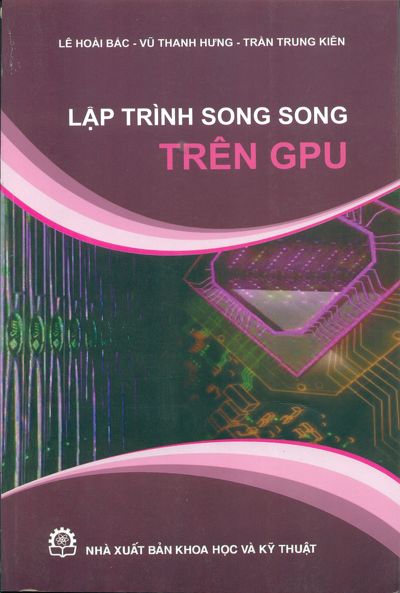 LÊ HOÀI BẮC - VŨ THANH HƯNG - TRẦN TRUNG KIÊN
LẬP TRÌNH SONG SONG
TRÊN GPU
NHÀ XUẤT BẢN KHOA HỌC VÀ KỸ THUẬT